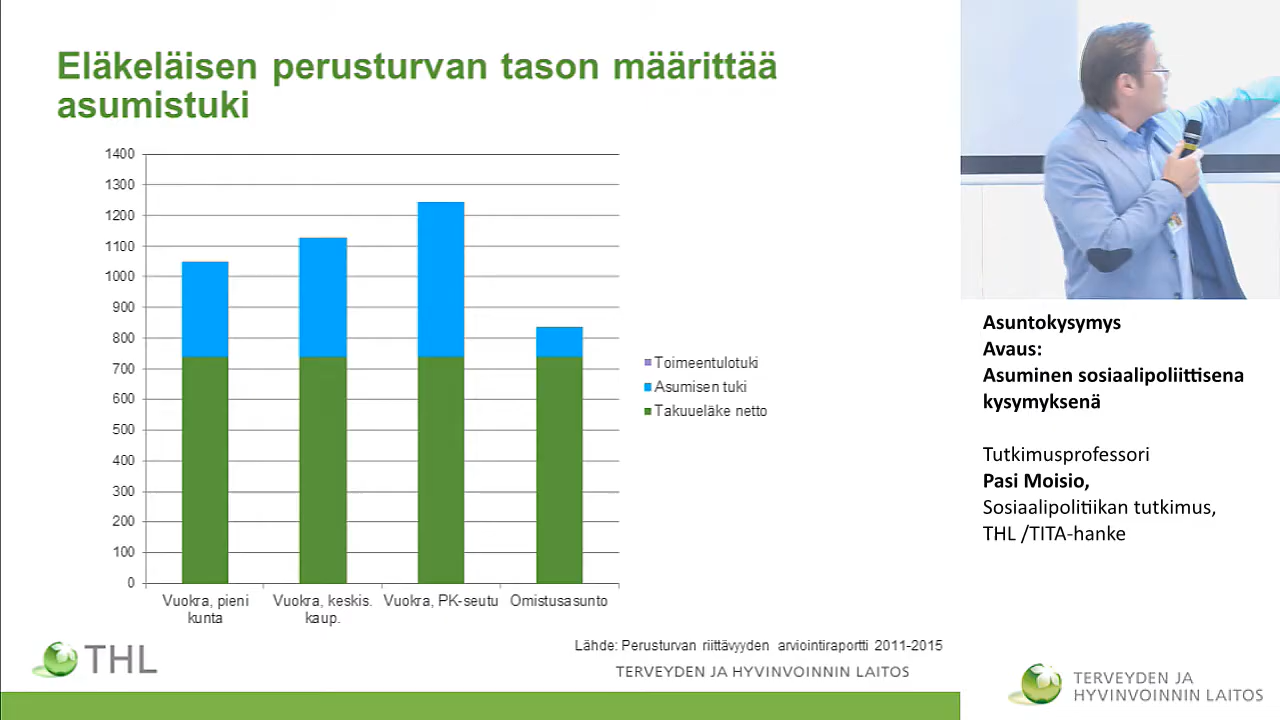 Eläkeläisen perusturvan tason määrittää
asumistuki
1400
1300
1200
1100
1000
900
800
700
600
500
400
300
200
100
0
Vuokra, pieni
kunta
Vuokra, keskis.
kaup.
Vuokra, PK-seutu
Omistusasunto
Toimeentulotuki
Asumisen tuki
Takuueläke netto
Lähde: Perusturvan riittävyyden arviointiraportti 2011-2015
THL
TERVEYDEN JA HYVINVOINNIN LAITOS
Asuntokysymys
Avaus:
Asuminen sosiaalipoliittisena
kysymyksenä
Tutkimusprofessori
Pasi Moisio,
Sosiaalipolitiikan tutkimus,
THL /TITA-hanke
TERVEYDEN JA
HYVINVOINNIN LAITOS